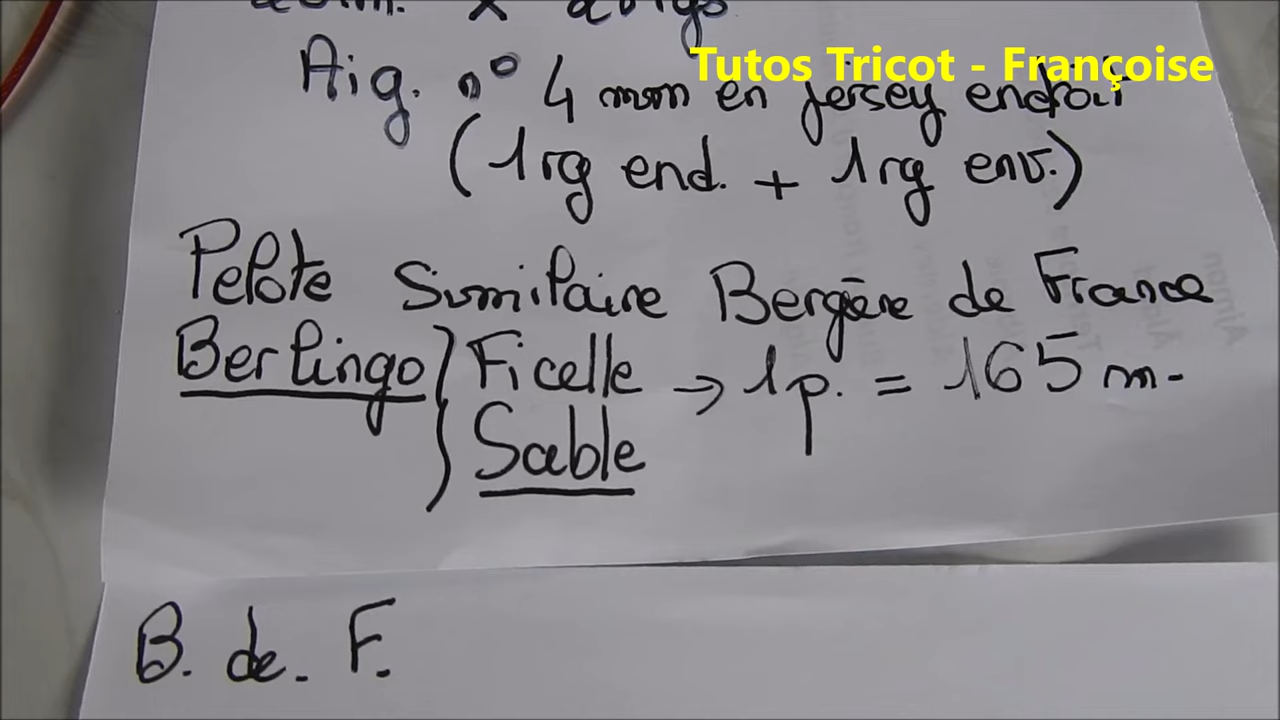 Tutos Tricot - Françoise
Aig. n° 4 mm en jersey endroit
(1 rg end. + 1 rg env.)
Pelote Similaire Bergère de France
Berlingo } Ficelle → 1 p. = 165 m.
Sable
B. de. F.